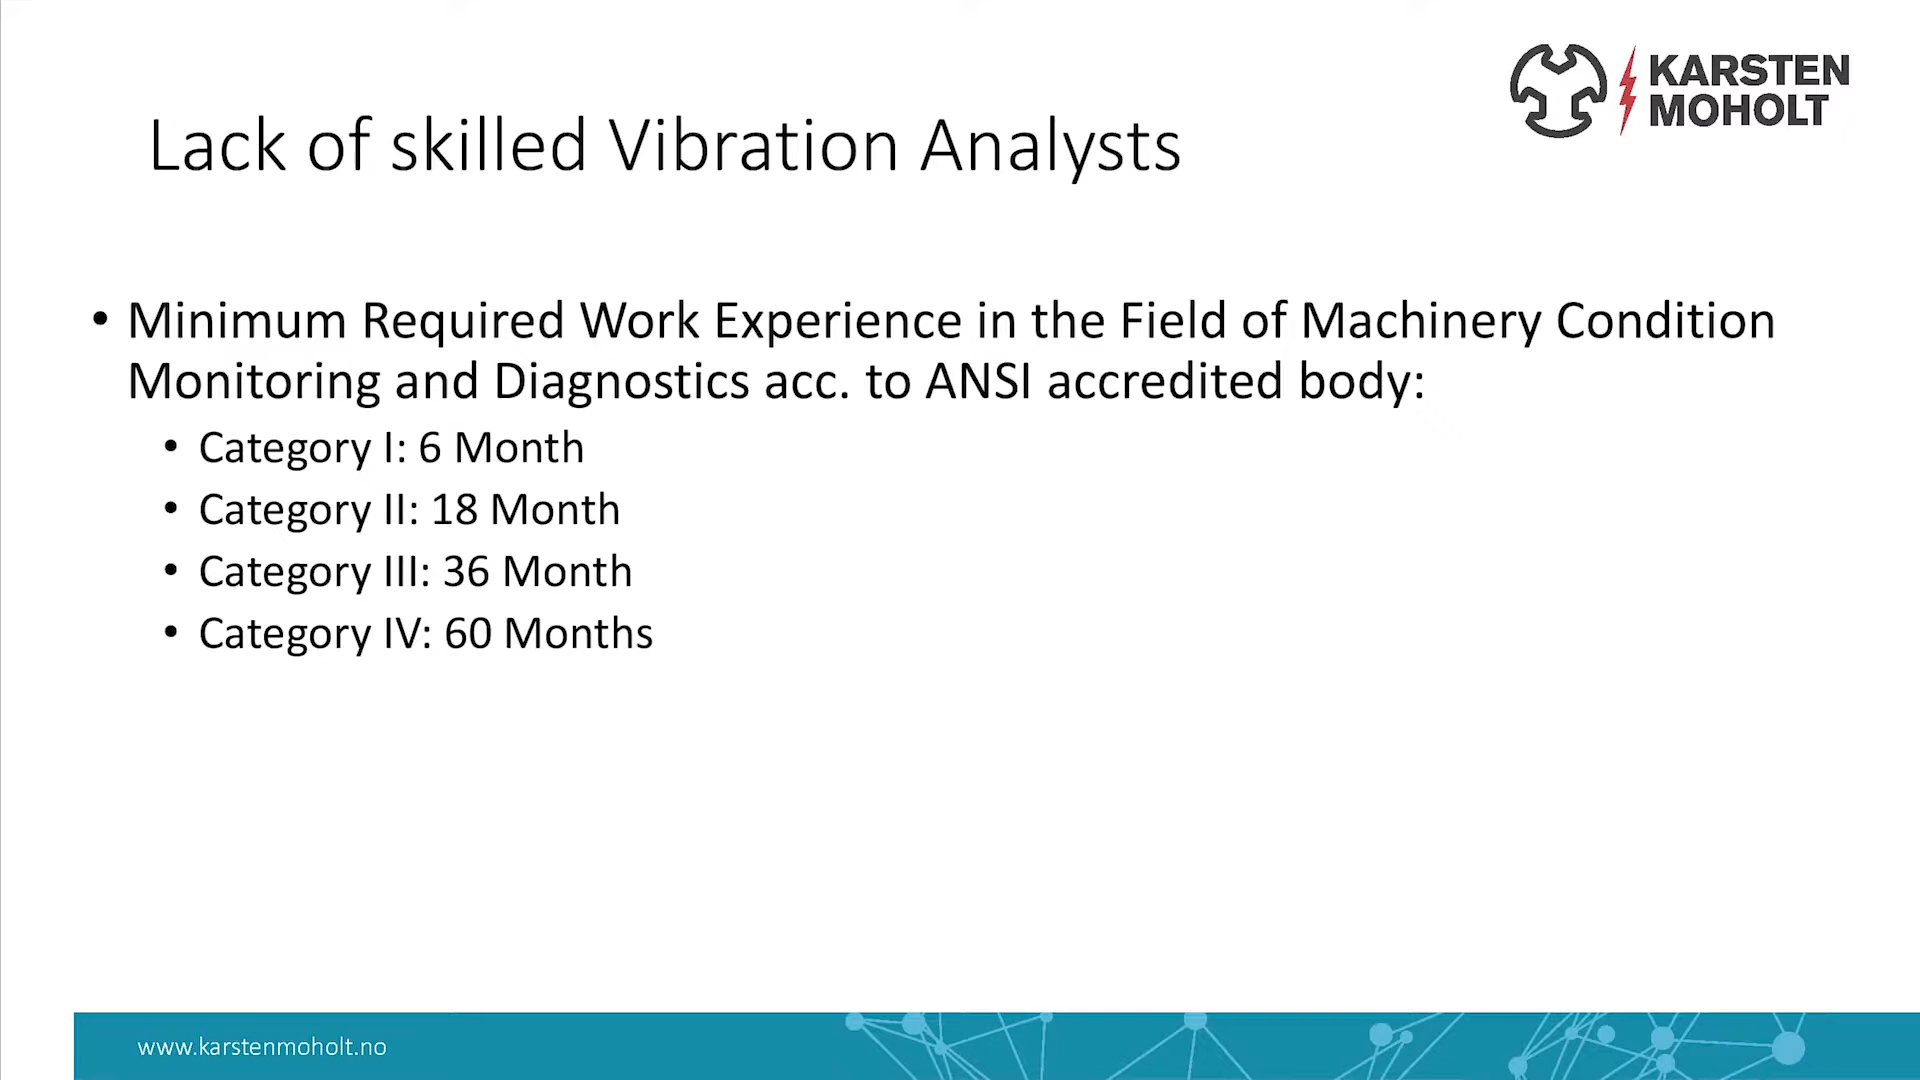 KARSTEN
MOHOLT
Lack of skilled Vibration Analysts
• Minimum Required Work Experience in the Field of Machinery Condition
Monitoring and Diagnostics acc. to ANSI accredited body:
• Category I: 6 Month
• Category II: 18 Month
• Category III: 36 Month
• Category IV: 60 Months
www.karstenmoholt.no